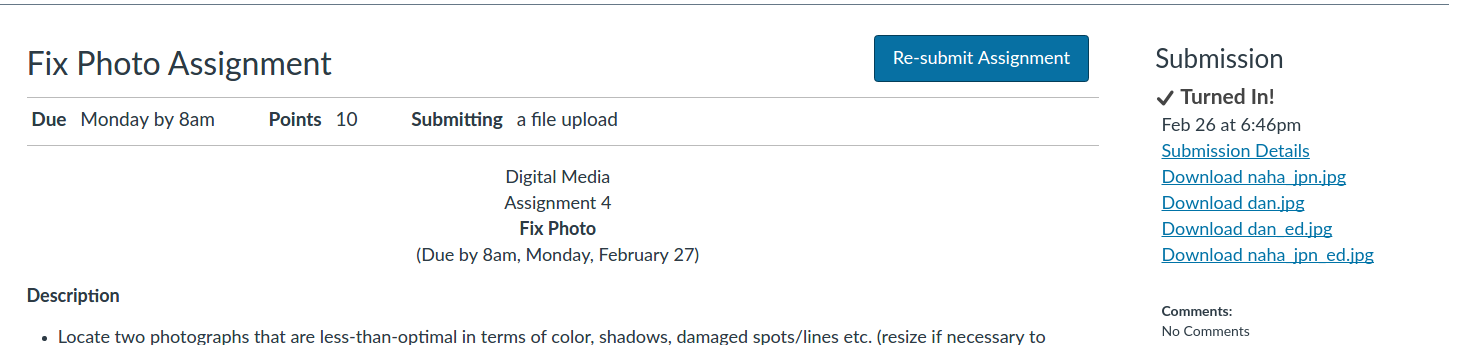 Fix Photo Assignment
Re-submit Assignment
Due Monday by 8am Points 10 Submitting a file upload
Digital Media
Assignment 4
Fix Photo
(Due by 8am, Monday, February 27)
Description
• Locate two photographs that are less-than-optimal in terms of color, shadows, damaged spots/lines etc. (resize if necessary to
Submission
✓ Turned In!
Feb 26 at 6:46pm
Submission Details
Download naha_jpn.jpg
Download dan.jpg
Download dan_ed.jpg
Download naha_jpn_ed.jpg
Comments:
No Comments